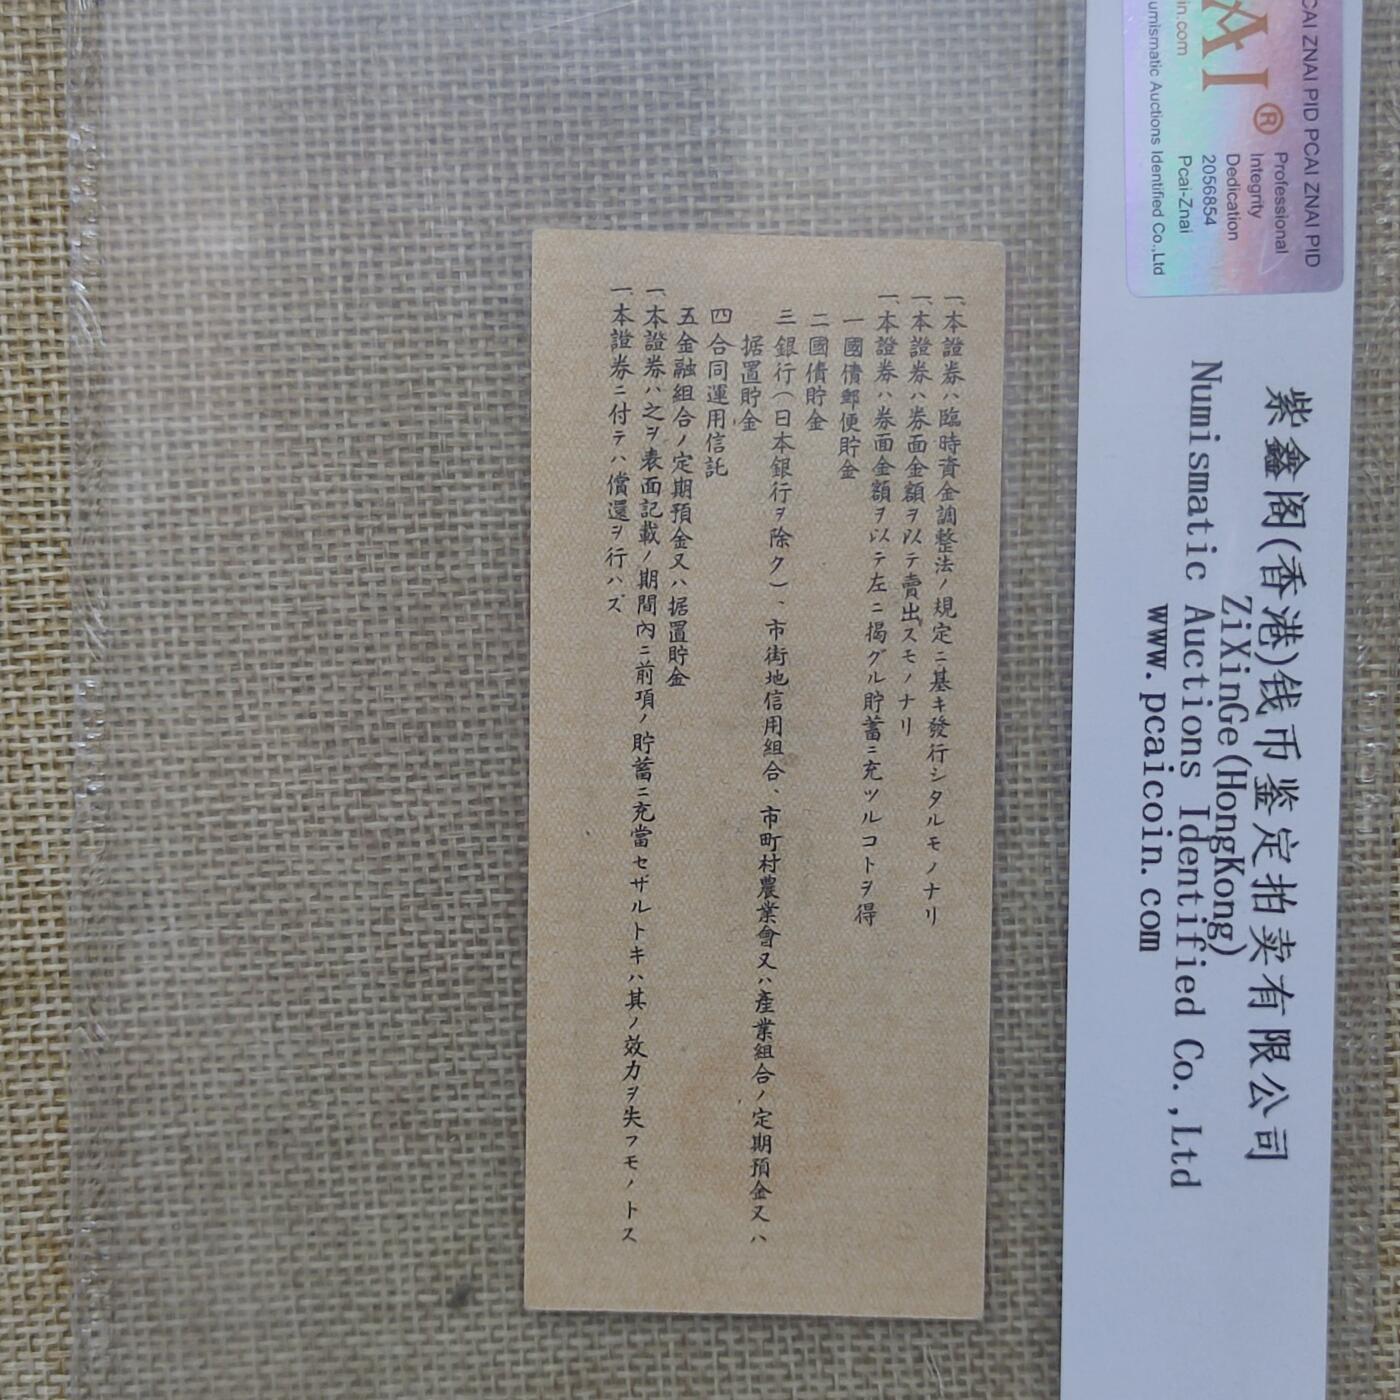 一、本證券ハ臨時資金調整法ノ規定ニ基キ發行シタルモノナリ
一、本證券ハ券面金額ヲ以テ賣出スモノナリ
一、本證券ハ券面金額ヲ以テ左ニ揭グル貯蓄ニ充ツルコトヲ得
一 國債郵便貯金
二 國債貯金
三 銀行(日本銀行ヲ除ク)、市街地信用組合、市町村農業會又ハ產業組合ノ定期預金又ハ
据置貯金
四 合同運用信託
五 金融組合ノ定期預金又ハ据置貯金
一、本證券ハ之ヲ表面記載ノ期間內ニ前項ノ貯蓄ニ充當セザルトキハ其ノ效力ヲ失フモノトス
一、本證券ニ付テハ償還ヲ行ハズ
CAI ZNAI PID PCAI ZNAI PID
AI®
Professional
Integrity
Dedication
2056854
Pcai-Znai
in.com
umismatic Auctions Identified Co.,Ltd
紫鑫阁(香港)钱币鉴定拍卖有限公司
ZiXinGe(HongKong)
Numismatic Auctions Identified Co.,Ltd
www.pcaicoin.com